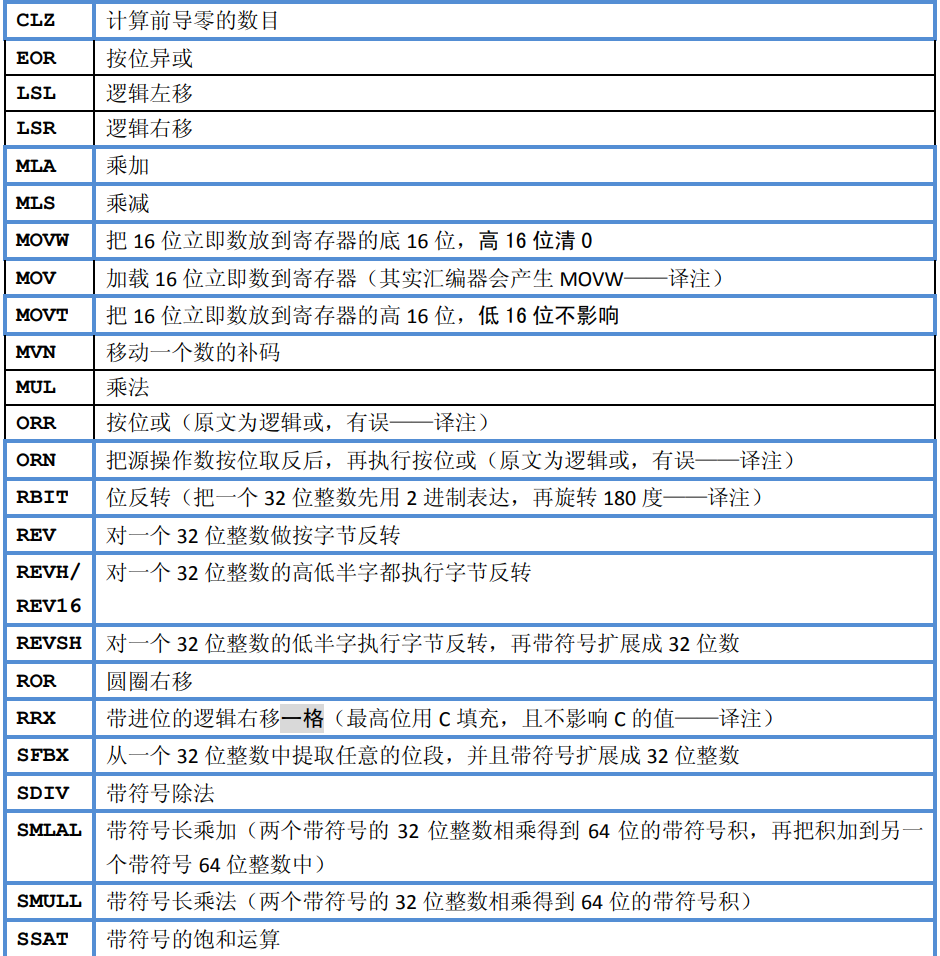 CLZ 计算前导零的数目
EOR 按位异或
LSL 逻辑左移
LSR 逻辑右移
MLA 乘加
MLS 乘减
MOVW 把 16 位立即数放到寄存器的底 16 位，高 16 位清 0
MOV 加载 16 位立即数到寄存器（其实汇编器会产生 MOVW——译注）
MOVT 把 16 位立即数放到寄存器的高 16 位，低 16 位不影响
MVN 移动一个数的补码
MUL 乘法
ORR 按位或（原文为逻辑或，有误——译注）
ORN 把源操作数按位取反后，再执行按位或（原文为逻辑或，有误——译注）
RBIT 位反转（把一个 32 位整数先用 2 进制表达，再旋转 180 度——译注）
REV 对一个 32 位整数做按字节反转
REVH/ 对一个 32 位整数的高低半字都执行字节反转
REV16
REVSH 对一个 32 位整数的低半字执行字节反转，再带符号扩展成 32 位数
ROR 圆圈右移
RRX 带进位的逻辑右移一格（最高位用 C 填充，且不影响 C 的值——译注）
SFBX 从一个 32 位整数中提取任意的位段，并且带符号扩展成 32 位整数
SDIV 带符号除法
SMLAL 带符号长乘加（两个带符号的 32 位整数相乘得到 64 位的带符号积，再把积加到另一
个带符号 64 位整数中）
SMULL 带符号长乘法（两个带符号的 32 位整数相乘得到 64 位的带符号积）
SSAT 带符号的饱和运算